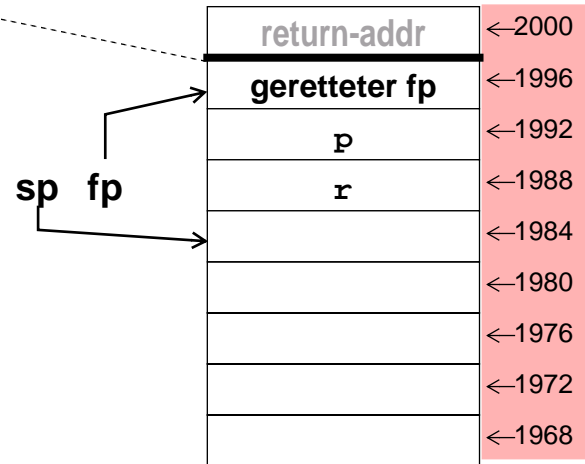 return-addr ←2000
geretteter fp ←1996
p ←1992
r ←1988
sp fp
←1984
←1980
←1976
←1972
←1968